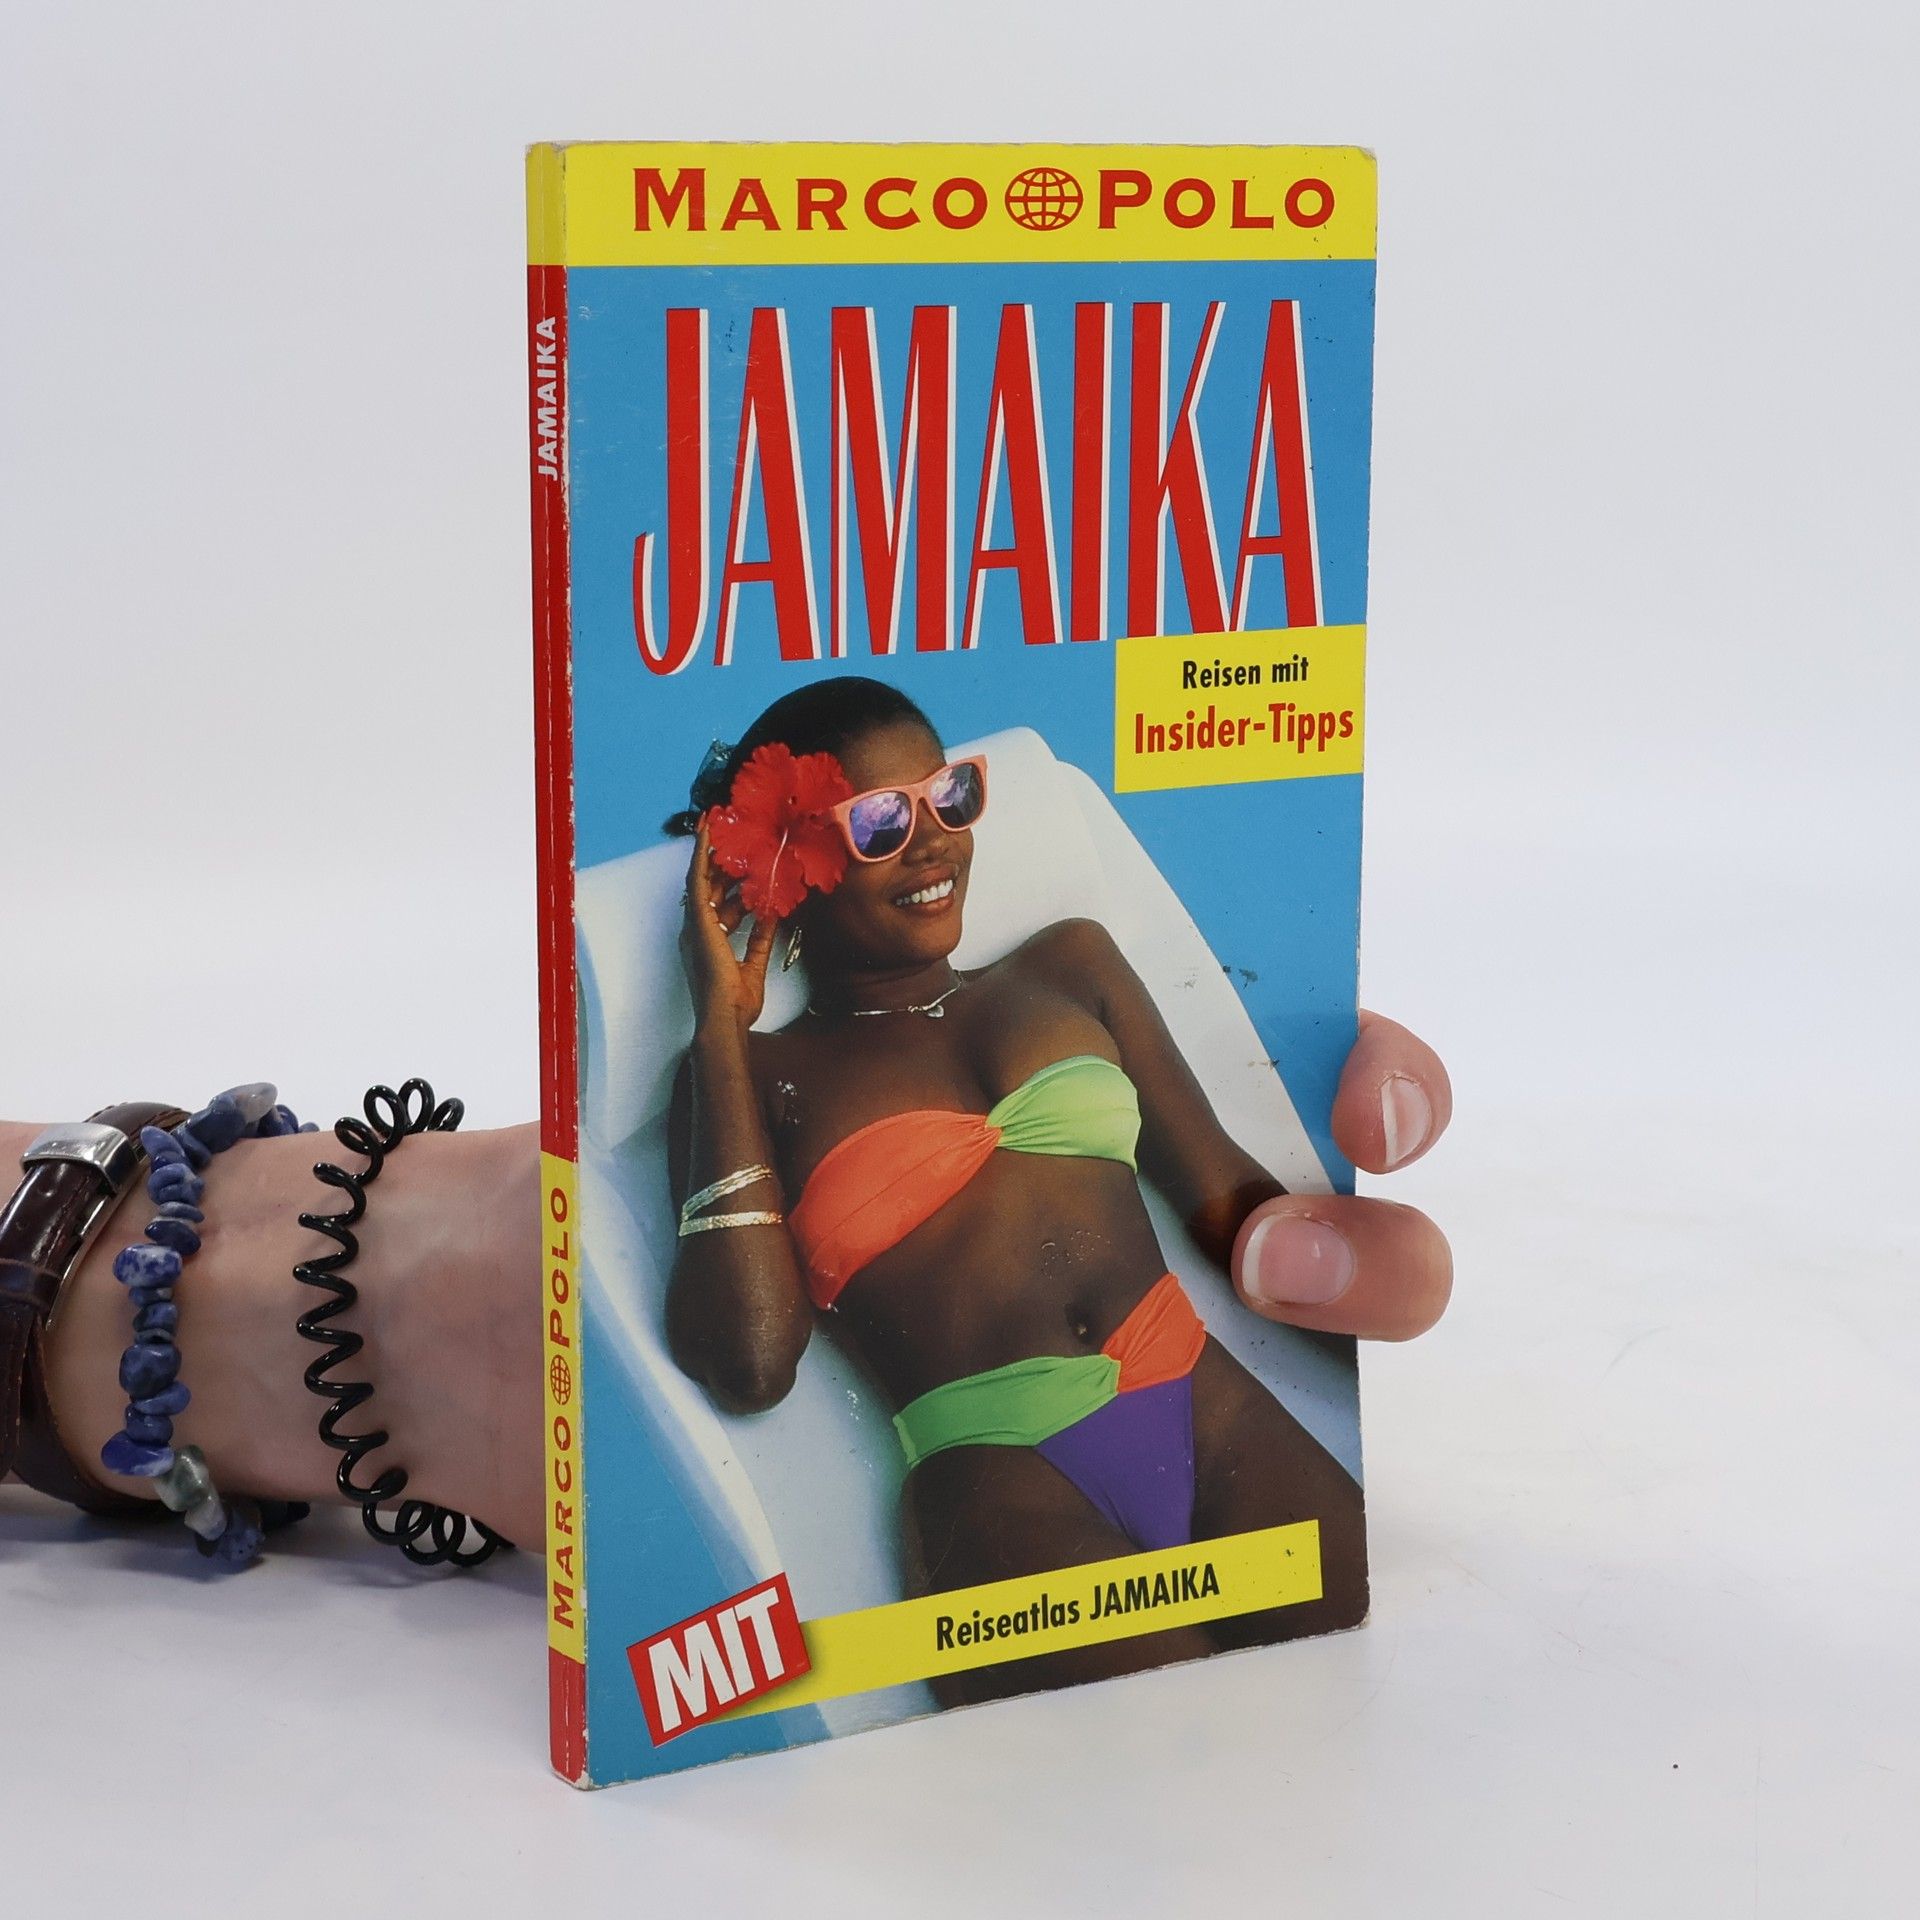 MARCO POLO
JAMAIKA
Reisen mit
Insider-Tipps
MIT
Reiseatlas JAMAIKA
JAMAIKA
MARCO POLO